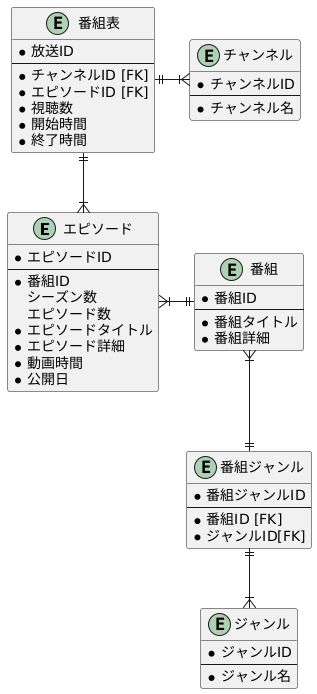 E 番組表
放送ID
チャンネルID [FK]
エピソードID [FK]
視聴数
開始時間
終了時間
E チャンネル
チャンネルID
チャンネル名
E エピソード
エピソードID
番組ID
シーズン数
エピソード数
エピソードタイトル
エピソード詳細
動画時間
公開日
E 番組
番組ID
番組タイトル
番組詳細
E 番組ジャンル
番組ジャンルID
番組ID [FK]
ジャンルID[FK]
E ジャンル
ジャンルID
ジャンル名